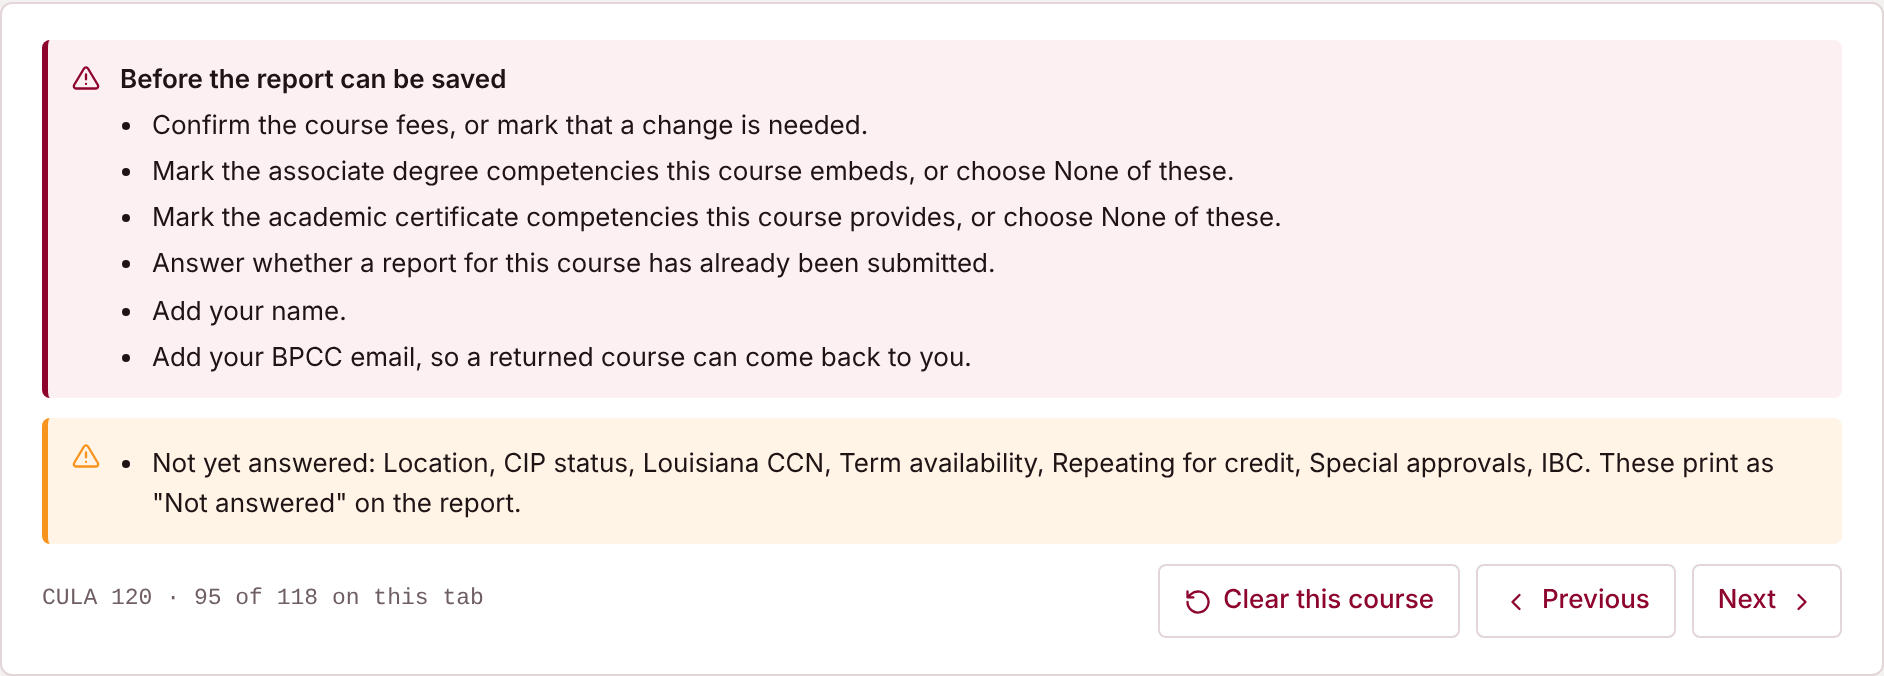 Before the report can be saved
• Confirm the course fees, or mark that a change is needed.
• Mark the associate degree competencies this course embeds, or choose None of these.
• Mark the academic certificate competencies this course provides, or choose None of these.
• Answer whether a report for this course has already been submitted.
• Add your name.
• Add your BPCC email, so a returned course can come back to you.
• Not yet answered: Location, CIP status, Louisiana CCN, Term availability, Repeating for credit, Special approvals, IBC. These print as
"Not answered" on the report.
CULA 120 · 95 of 118 on this tab
Clear this course
Previous
Next